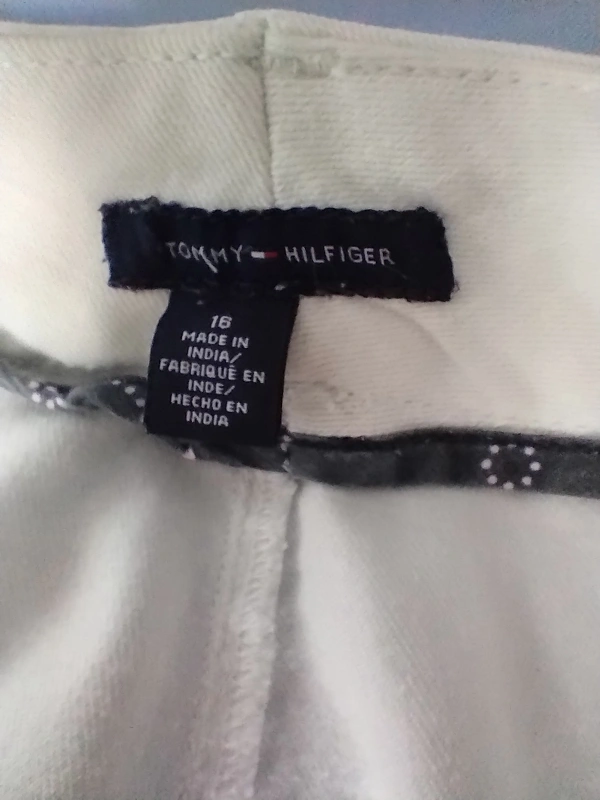 TOMMY HILFIGER
16
MADE IN
INDIA/
FABRIQUÉ EN
INDE/
HECHO EN
INDIA